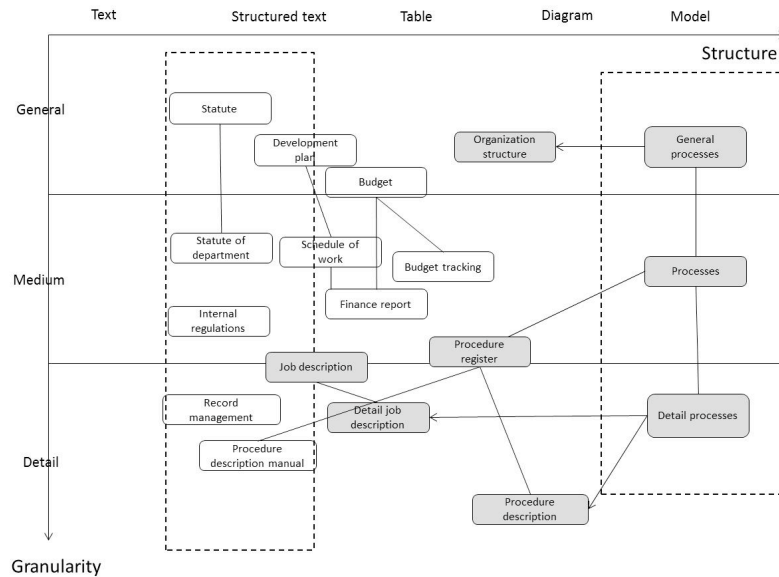 Text
Structured text
Table
Diagram
Model
Structure
General
Statute
Development
plan
Organization
structure
General
processes
Budget
Medium
Statute of
department
Schedule of
work
Budget tracking
Processes
Finance report
Internal
regulations
Procedure
register
Job description
Detail
Record
management
Detail job
description
Detail processes
Procedure
description manual
Procedure
description
Granularity